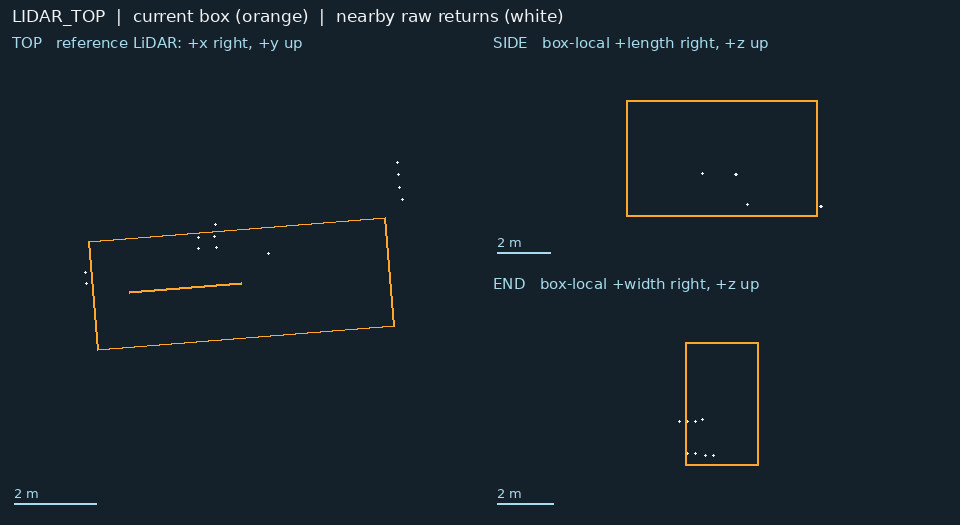 LIDAR_TOP | current box (orange) | nearby raw returns (white)
TOP reference LiDAR: +x right, +y up
SIDE box-local +length right, +z up
2 m
END box-local +width right, +z up
2 m
2 m